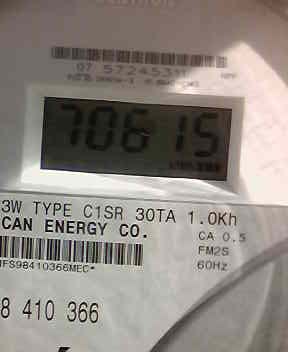 07 57245311
70615
3W TYPE C1SR 30TA 1.0Kh
CAN ENERGY CO.
CA 0.5
FM2S
60Hz
IFS98410366MEC*
8 410 366